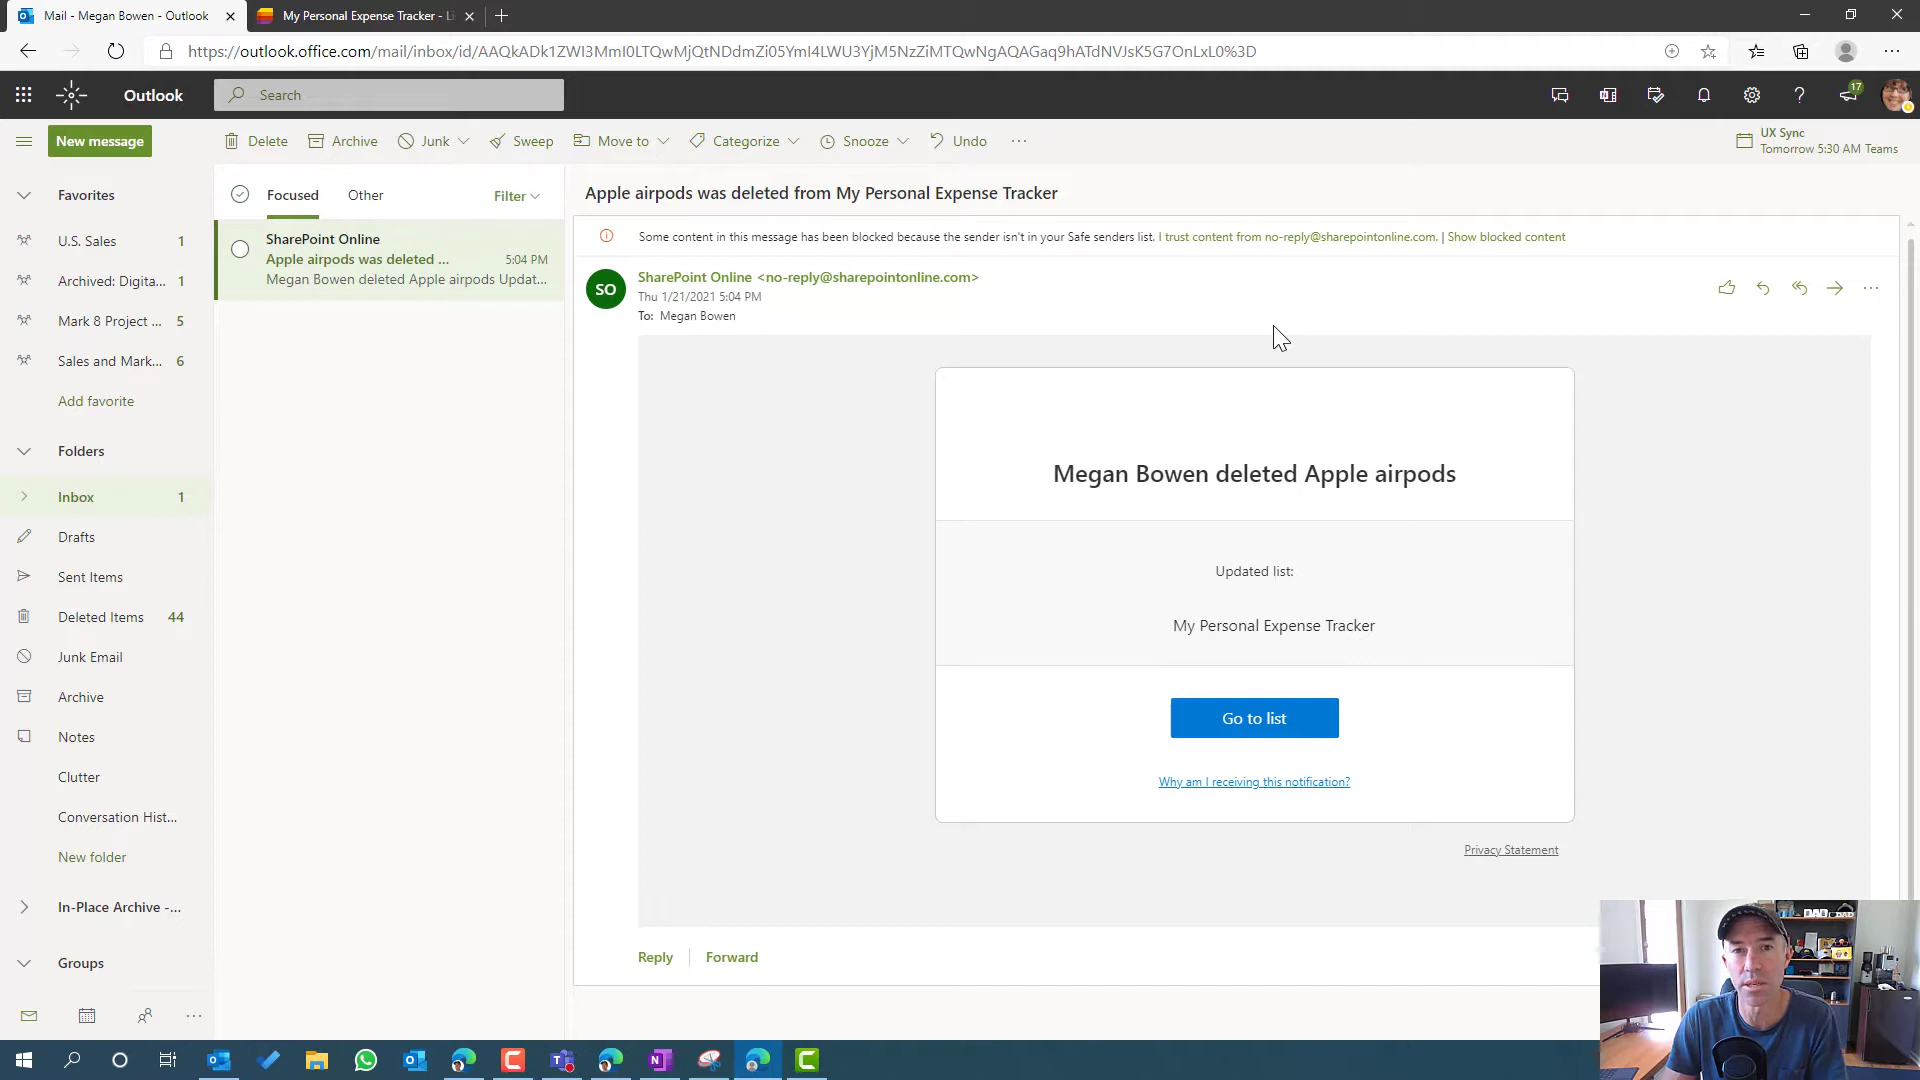 Mail - Megan Bowen - Outlook
My Personal Expense Tracker - Li
https://outlook.office.com/mail/inbox/id/AAQkADk1ZWI3MmI0LTQwMjQtNDdmZi05YmI4LWU3YjM5NzZiMTQwNgAQAGaq9hATdNVJsK5G7OnLxL0%3D
Outlook
Search
17
New message
Delete
Archive
Junk
Sweep
Move to
Categorize
Snooze
Undo
UX Sync
Tomorrow 5:30 AM Teams
Favorites
U.S. Sales 1
Archived: Digita... 1
Mark 8 Project ... 5
Sales and Mark... 6
Add favorite
Folders
Inbox 1
Drafts
Sent Items
Deleted Items 44
Junk Email
Archive
Notes
Clutter
Conversation Hist...
New folder
In-Place Archive -...
Groups
Focused
Other
Filter
SharePoint Online
Apple airpods was deleted ... 5:04 PM
Megan Bowen deleted Apple airpods Updat...
Apple airpods was deleted from My Personal Expense Tracker
Some content in this message has been blocked because the sender isn't in your Safe senders list. I trust content from no-reply@sharepointonline.com. | Show blocked content
SO
SharePoint Online <no-reply@sharepointonline.com>
Thu 1/21/2021 5:04 PM
To: Megan Bowen
Megan Bowen deleted Apple airpods
Updated list:
My Personal Expense Tracker
Go to list
Why am I receiving this notification?
Privacy Statement
Reply
Forward
DAD
DAD